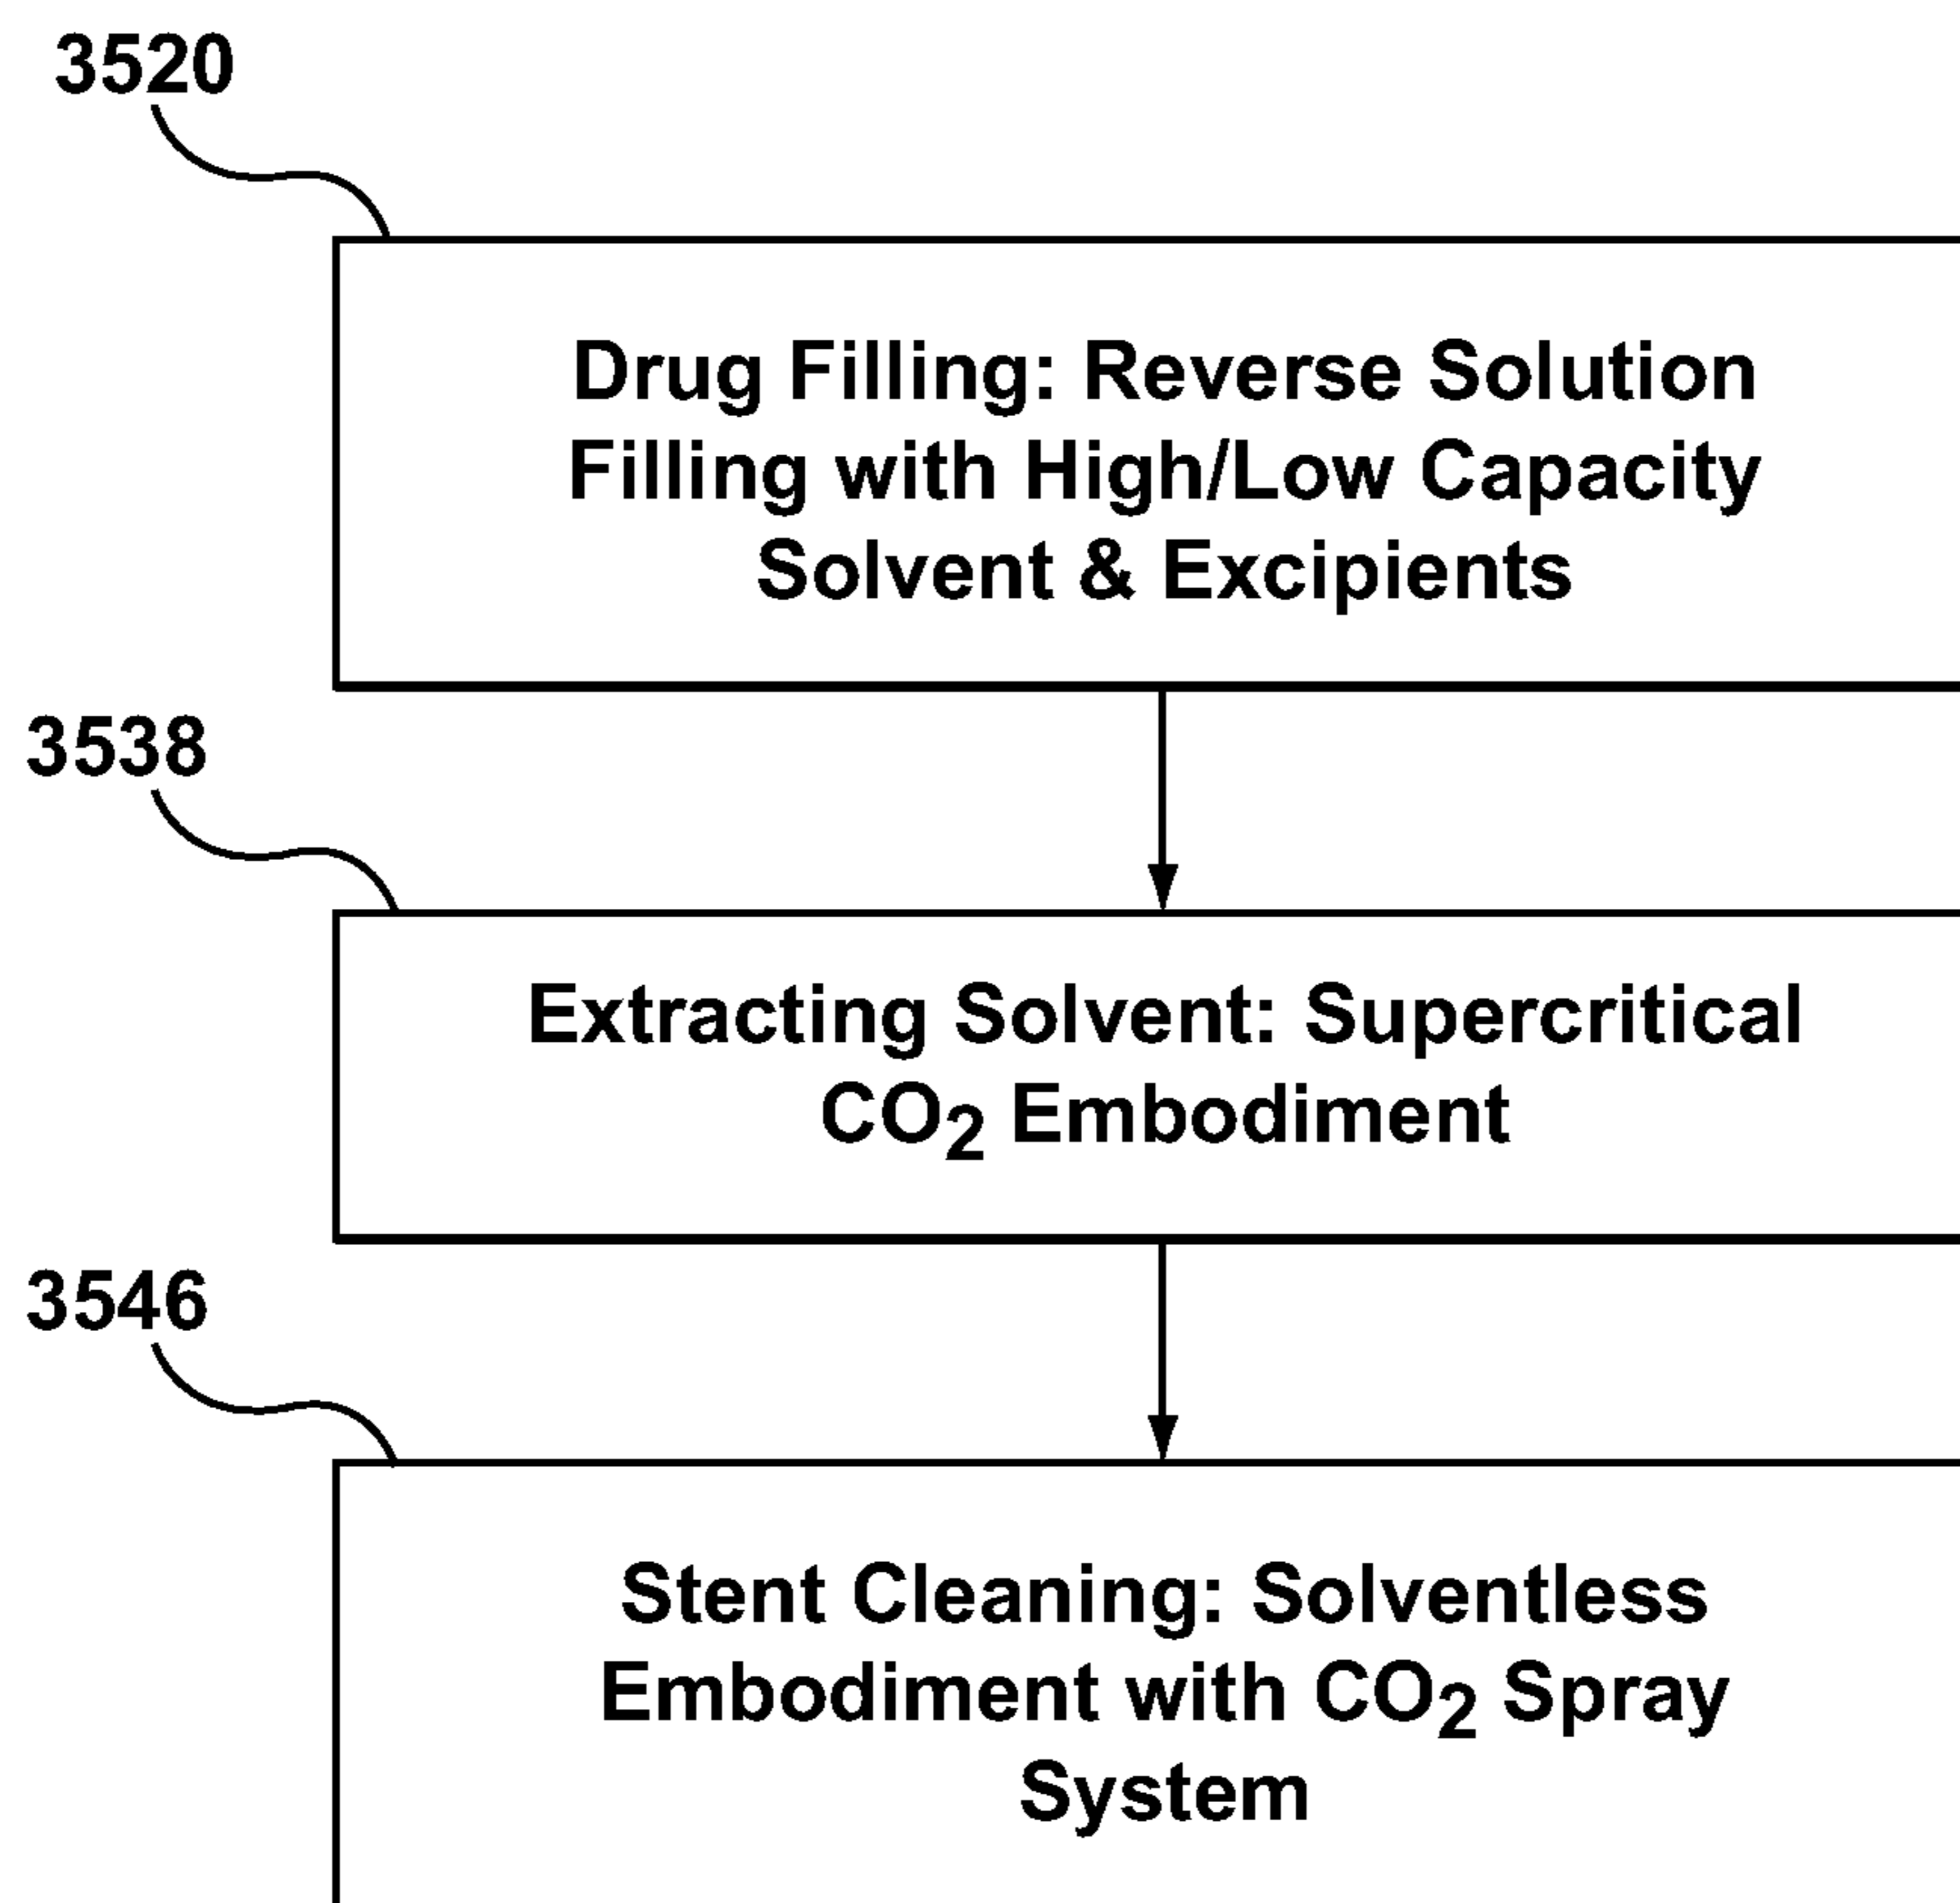 3520
Drug Filling: Reverse Solution
Filling with High/Low Capacity
Solvent & Excipients
3538
Extracting Solvent: Supercritical
CO₂ Embodiment
3546
Stent Cleaning: Solventless
Embodiment with CO₂ Spray
System